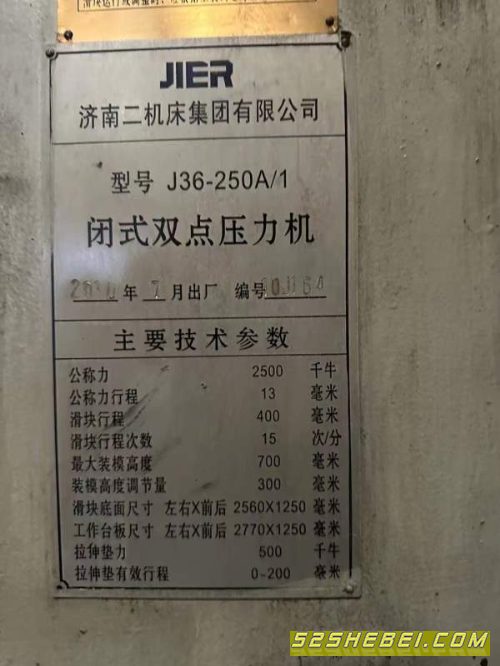 JIER
济南二机床集团有限公司
型号 J36-250A/1
闭式双点压力机
年 月出厂 编号
主要技术参数
公称力 2500 千牛
公称力行程 13 毫米
滑块行程 400 毫米
滑块行程次数 15 次/分
最大装模高度 700 毫米
装模高度调节量 300 毫米
滑块底面尺寸 左右X前后 2560X1250 毫米
工作台板尺寸 左右X前后 2770X1250 毫米
拉伸垫力 500 千牛
拉伸垫有效行程 0-200 毫米
52SHEBEI.COM